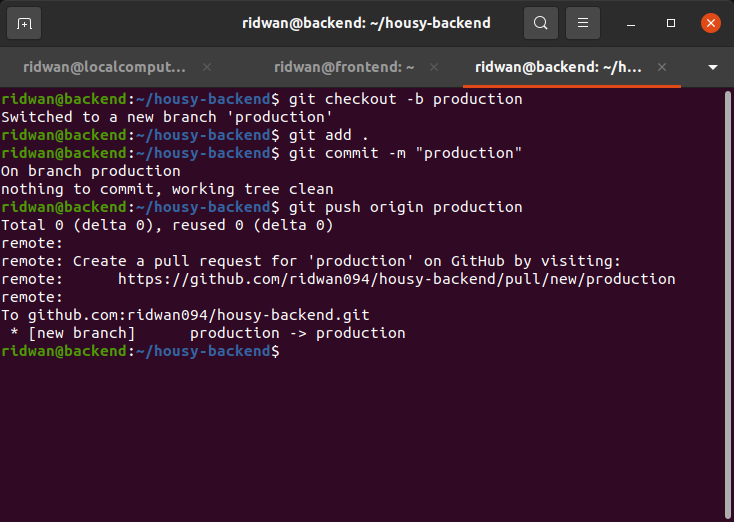 ridwan@backend: ~/housy-backend
ridwan@localcomput...
ridwan@frontend: ~
ridwan@backend: ~/h...
ridwan@backend:~/housy-backend$ git checkout -b production
Switched to a new branch 'production'
ridwan@backend:~/housy-backend$ git add .
ridwan@backend:~/housy-backend$ git commit -m "production"
On branch production
nothing to commit, working tree clean
ridwan@backend:~/housy-backend$ git push origin production
Total 0 (delta 0), reused 0 (delta 0)
remote:
remote: Create a pull request for 'production' on GitHub by visiting:
remote:      https://github.com/ridwan094/housy-backend/pull/new/production
remote:
To github.com:ridwan094/housy-backend.git
 * [new branch]      production -> production
ridwan@backend:~/housy-backend$